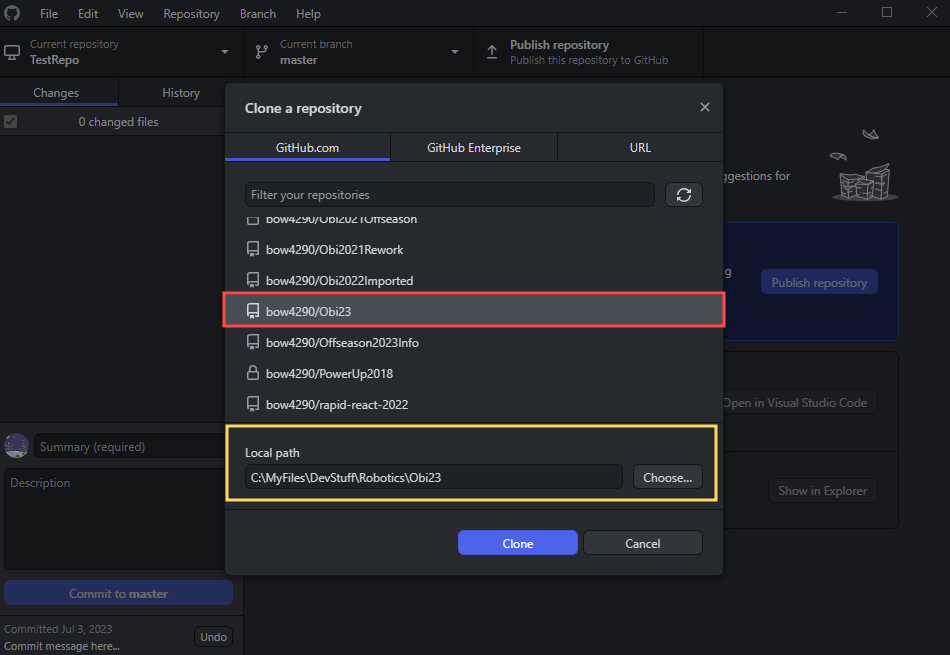 File Edit View Repository Branch Help
Current repository
TestRepo
Current branch
master
Publish repository
Publish this repository to GitHub
Changes History
0 changed files
Clone a repository
GitHub.com GitHub Enterprise URL
Filter your repositories
bow4290/Obi2021Offseason
bow4290/Obi2021Rework
bow4290/Obi2022Imported
bow4290/Obi23
bow4290/Offseason2023Info
bow4290/PowerUp2018
bow4290/rapid-react-2022
Local path
C:\MyFiles\DevStuff\Robotics\Obi23 Choose...
Clone Cancel
Summary (required)
Description
Commit to master
Committed Jul 3, 2023
Commit message here...
Undo
ggestions for
g
Publish repository
Open in Visual Studio Code
Show in Explorer